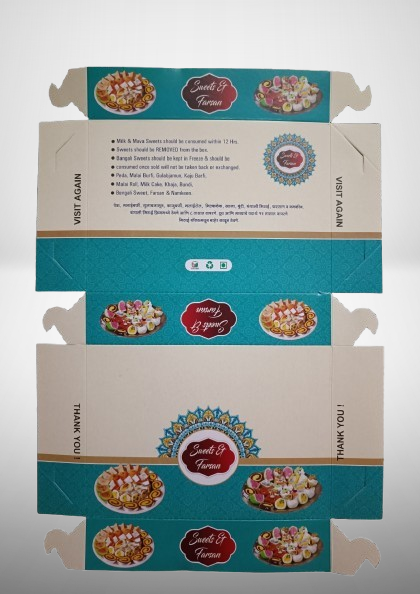 Sweets &
Farsan
Milk & Mava Sweets should be consumed within 12 Hrs.
Sweets should be REMOVED from the box.
Bangali Sweets should be kept in Freeze & should be
consumed once sold will not be taken back or exchanged.
Peda, Malai Barfi, Gulabjamun, Kaju Barfi,
Malai Roll, Milk Cake, Khaja, Bundi,
Bengali Sweet, Farsan & Namkeen.
Sweets &
Farsan
VISIT AGAIN
VISIT AGAIN
Sweets &
Farsan
THANK YOU !
THANK YOU !
Sweets &
Farsan
Sweets &
Farsan